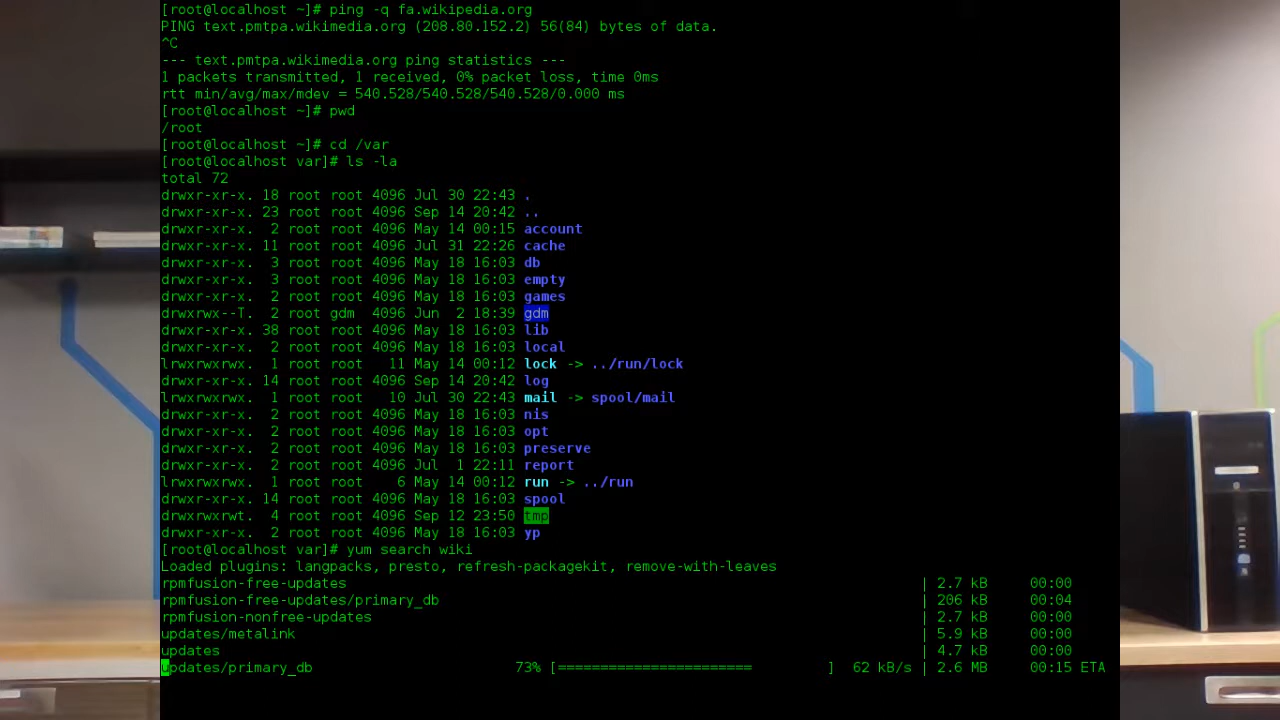 [root@localhost ~]# ping -q fa.wikipedia.org
PING text.pmtpa.wikimedia.org (208.80.152.2) 56(84) bytes of data.
^C
--- text.pmtpa.wikimedia.org ping statistics ---
1 packets transmitted, 1 received, 0% packet loss, time 0ms
rtt min/avg/max/mdev = 540.528/540.528/540.528/0.000 ms
[root@localhost ~]# pwd
/root
[root@localhost ~]# cd /var
[root@localhost var]# ls -la
total 72
drwxr-xr-x. 18 root root 4096 Jul 30 22:43 .
drwxr-xr-x. 23 root root 4096 Sep 14 20:42 ..
drwxr-xr-x.  2 root root 4096 May 14 00:15 account
drwxr-xr-x. 11 root root 4096 Jul 31 22:26 cache
drwxr-xr-x.  3 root root 4096 May 18 16:03 db
drwxr-xr-x.  3 root root 4096 May 18 16:03 empty
drwxr-xr-x.  2 root root 4096 May 18 16:03 games
drwxrwx--T.  2 root gdm  4096 Jun  2 18:39 gdm
drwxr-xr-x. 38 root root 4096 May 18 16:03 lib
drwxr-xr-x.  2 root root 4096 May 18 16:03 local
lrwxrwxrwx.  1 root root   11 May 14 00:12 lock -> ../run/lock
drwxr-xr-x. 14 root root 4096 Sep 14 20:42 log
lrwxrwxrwx.  1 root root   10 Jul 30 22:43 mail -> spool/mail
drwxr-xr-x.  2 root root 4096 May 18 16:03 nis
drwxr-xr-x.  2 root root 4096 May 18 16:03 opt
drwxr-xr-x.  2 root root 4096 May 18 16:03 preserve
drwxr-xr-x.  2 root root 4096 Jul  1 22:11 report
lrwxrwxrwx.  1 root root    6 May 14 00:12 run -> ../run
drwxr-xr-x. 14 root root 4096 May 18 16:03 spool
drwxrwxrwt.  4 root root 4096 Sep 12 23:50 tmp
drwxr-xr-x.  2 root root 4096 May 18 16:03 yp
[root@localhost var]# yum search wiki
Loaded plugins: langpacks, presto, refresh-packagekit, remove-with-leaves
rpmfusion-free-updates | 2.7 kB 00:00
rpmfusion-free-updates/primary_db | 206 kB 00:04
rpmfusion-nonfree-updates | 2.7 kB 00:00
updates/metalink | 5.9 kB 00:00
updates | 4.7 kB 00:00
updates/primary_db 73% [======================= ] 62 kB/s | 2.6 MB 00:15 ETA